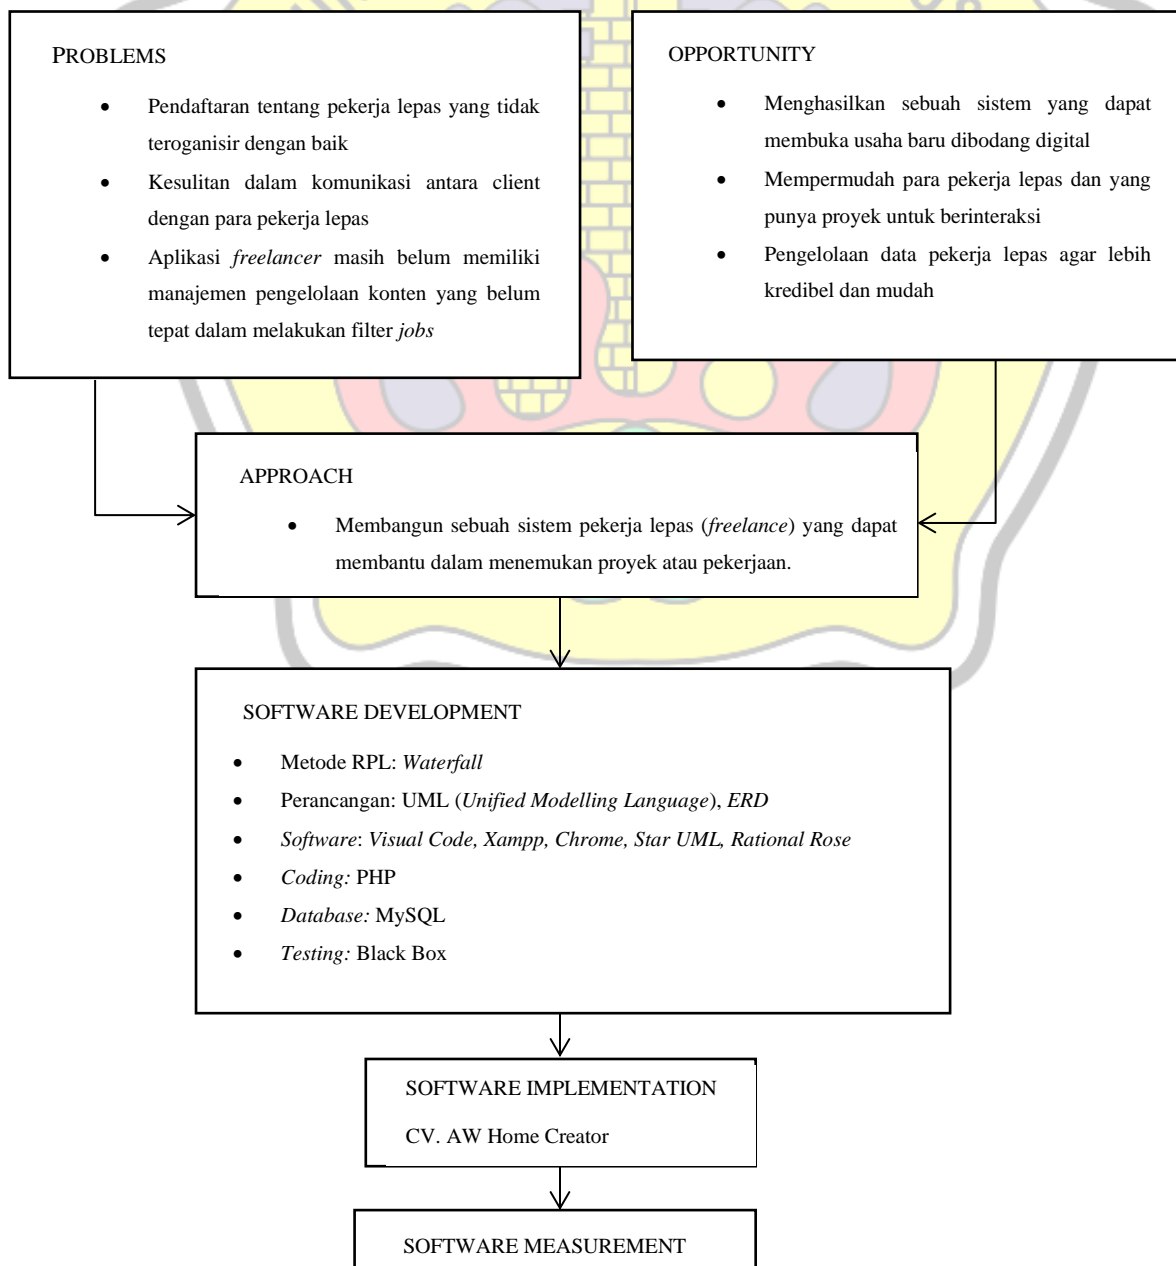 PROBLEMS
• Pendaftaran tentang pekerja lepas yang tidak
teroganisir dengan baik
• Kesulitan dalam komunikasi antara client
dengan para pekerja lepas
• Aplikasi freelancer masih belum memiliki
manajemen pengelolaan konten yang belum
tepat dalam melakukan filter jobs
OPPORTUNITY
• Menghasilkan sebuah sistem yang dapat
membuka usaha baru dibodang digital
• Mempermudah para pekerja lepas dan yang
punya proyek untuk berinteraksi
• Pengelolaan data pekerja lepas agar lebih
kredibel dan mudah
APPROACH
• Membangun sebuah sistem pekerja lepas (freelance) yang dapat
membantu dalam menemukan proyek atau pekerjaan.
SOFTWARE DEVELOPMENT
• Metode RPL: Waterfall
• Perancangan: UML (Unified Modelling Language), ERD
• Software: Visual Code, Xampp, Chrome, Star UML, Rational Rose
• Coding: PHP
• Database: MySQL
• Testing: Black Box
SOFTWARE IMPLEMENTATION
CV. AW Home Creator
SOFTWARE MEASUREMENT